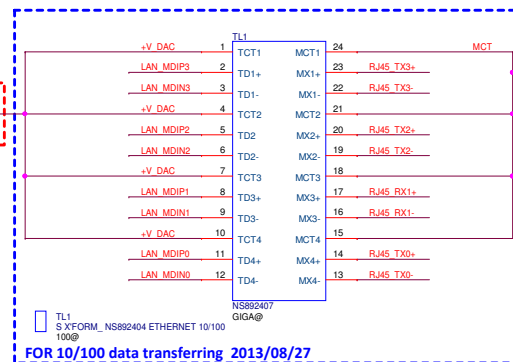 TL1
+V_DAC 1 TCT1 MCT1 24 MCT
LAN_MDIP3 2 TD1+ MX1+ 23 RJ45_TX3+
LAN_MDIN3 3 TD1- MX1- 22 RJ45_TX3-
+V_DAC 4 TCT2 MCT2 21
LAN_MDIP2 5 TD2 MX2+ 20 RJ45_TX2+
LAN_MDIN2 6 TD2- MX2- 19 RJ45_TX2-
+V_DAC 7 TCT3 MCT3 18
LAN_MDIP1 8 TD3+ MX3+ 17 RJ45_RX1+
LAN_MDIN1 9 TD3- MX3- 16 RJ45_RX1-
+V_DAC 10 TCT4 MCT4 15
LAN_MDIP0 11 TD4+ MX4+ 14 RJ45_TX0+
LAN_MDIN0 12 TD4- MX4- 13 RJ45_TX0-
NS892407
GIGA@
TL1
S X'FORM_ NS892404 ETHERNET 10/100
100@
FOR 10/100 data transferring 2013/08/27